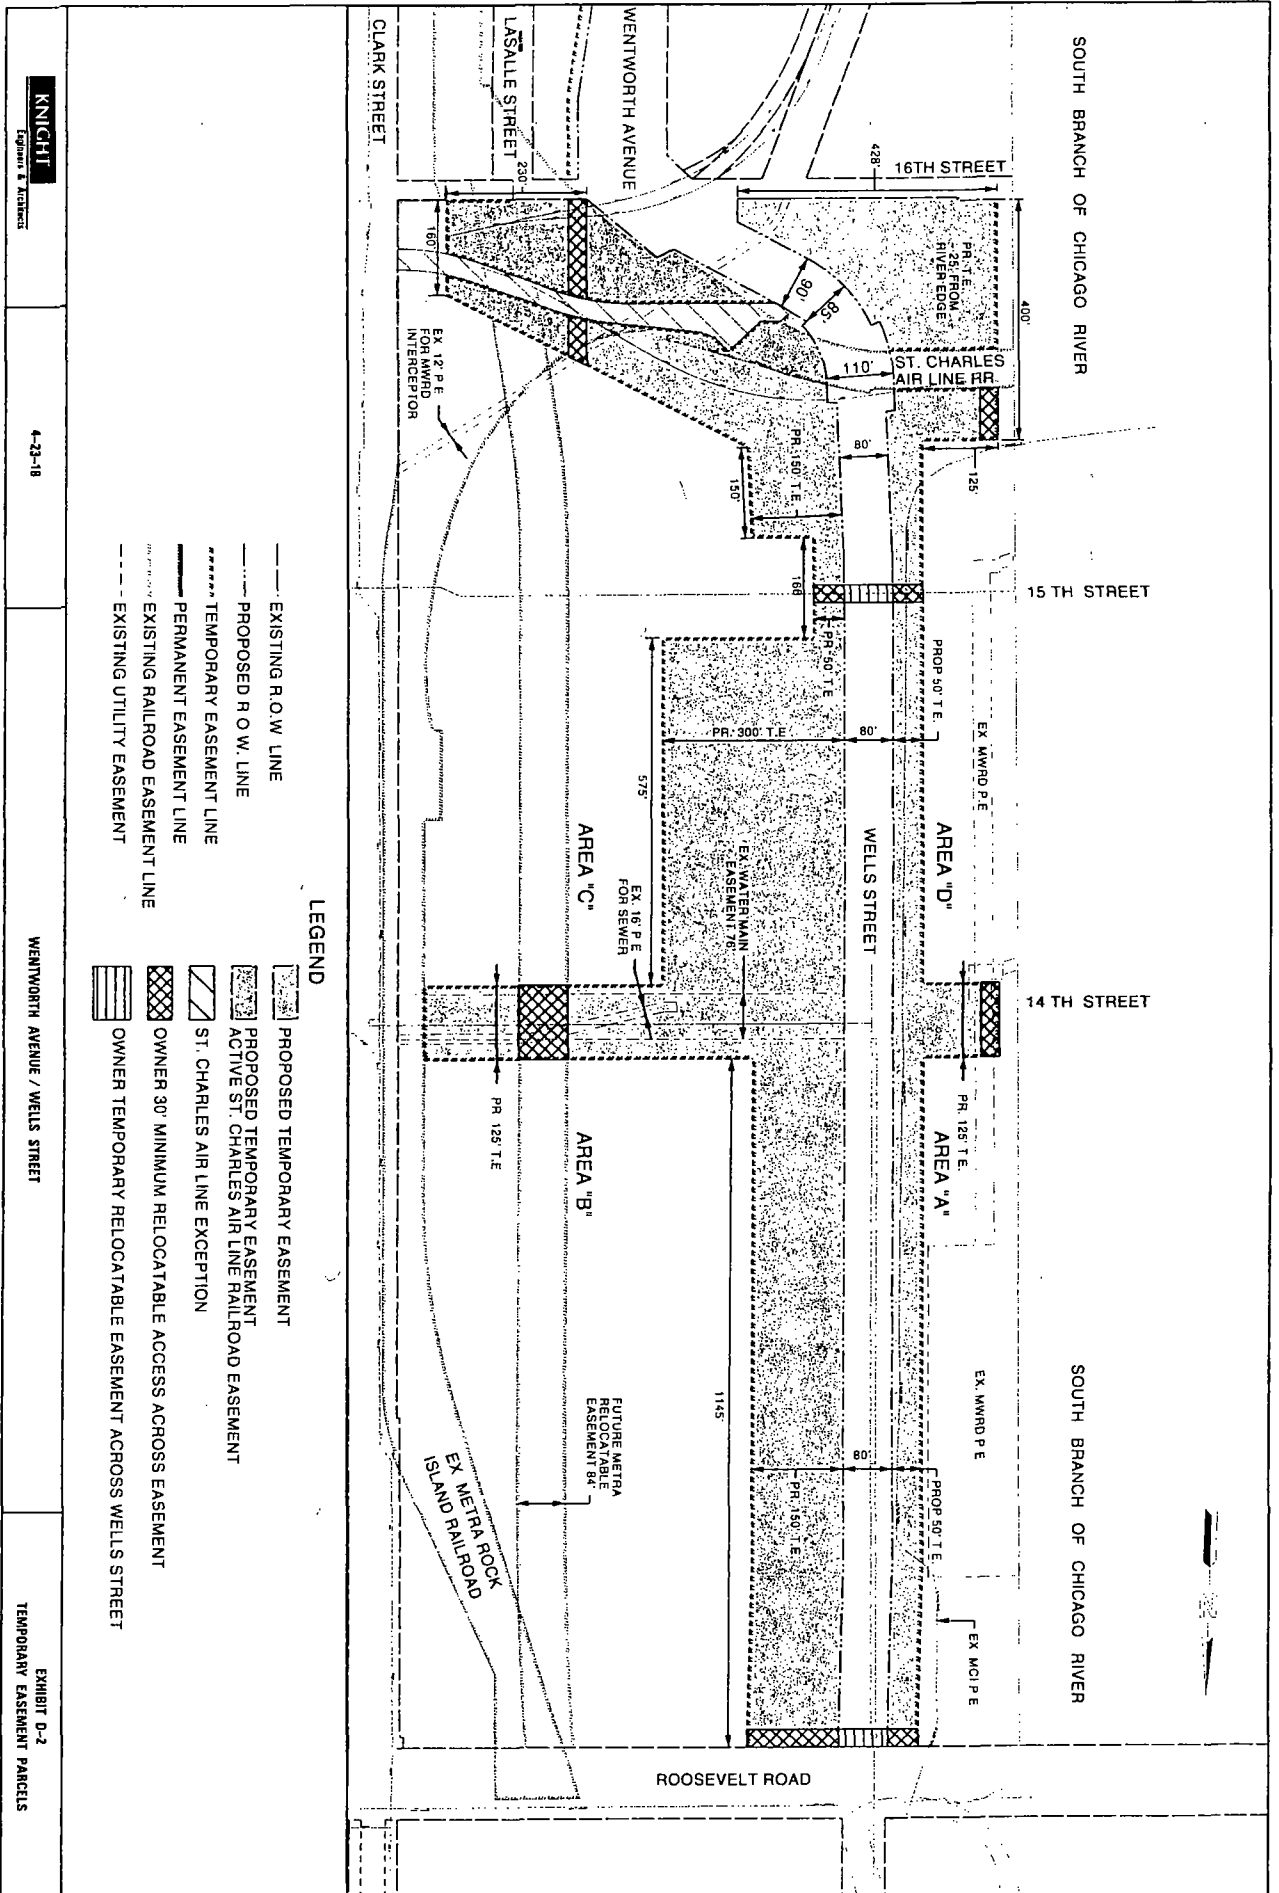 SOUTH BRANCH OF CHICAGO RIVER
SOUTH BRANCH OF CHICAGO RIVER
16TH STREET
428'
400'
PR. T.E.
25' FROM
RIVER EDGE
WENTWORTH AVENUE
LASALLE STREET
CLARK STREET
230'
160'
90'
85'
110'
ST. CHARLES
AIR LINE RR.
125'
EX 12' P E
FOR MWRD
INTERCEPTOR
PR. 150' T.E.
80'
150'
166'
15 TH STREET
PR 50' T.E
PROP 50' T E.
EX MWRD P E
PR. 300' T.E
80'
575'
AREA "C"
AREA "D"
WELLS STREET
EX. WATER MAIN
EASEMENT 76'
EX. 16' P E
FOR SEWER
14 TH STREET
PR 125' T.E
PR. 125' T E.
AREA "B"
AREA "A"
1145'
EX. MWRD P E
FUTURE METRA
RELOCATABLE
EASEMENT 84'
EX METRA ROCK
ISLAND RAILROAD
PR. 150' T.E.
80'
PROP 50' T E
EX MCI P E
ROOSEVELT ROAD
LEGEND
EXISTING R.O.W LINE
PROPOSED R O W. LINE
TEMPORARY EASEMENT LINE
PERMANENT EASEMENT LINE
EXISTING RAILROAD EASEMENT LINE
EXISTING UTILITY EASEMENT
PROPOSED TEMPORARY EASEMENT
PROPOSED TEMPORARY EASEMENT
ACTIVE ST. CHARLES AIR LINE RAILROAD EASEMENT
ST. CHARLES AIR LINE EXCEPTION
OWNER 30' MINIMUM RELOCATABLE ACCESS ACROSS EASEMENT
OWNER TEMPORARY RELOCATABLE EASEMENT ACROSS WELLS STREET
KNIGHT
Engineers & Architects
4-23-18
WENTWORTH AVENUE / WELLS STREET
EXHIBIT D-2
TEMPORARY EASEMENT PARCELS